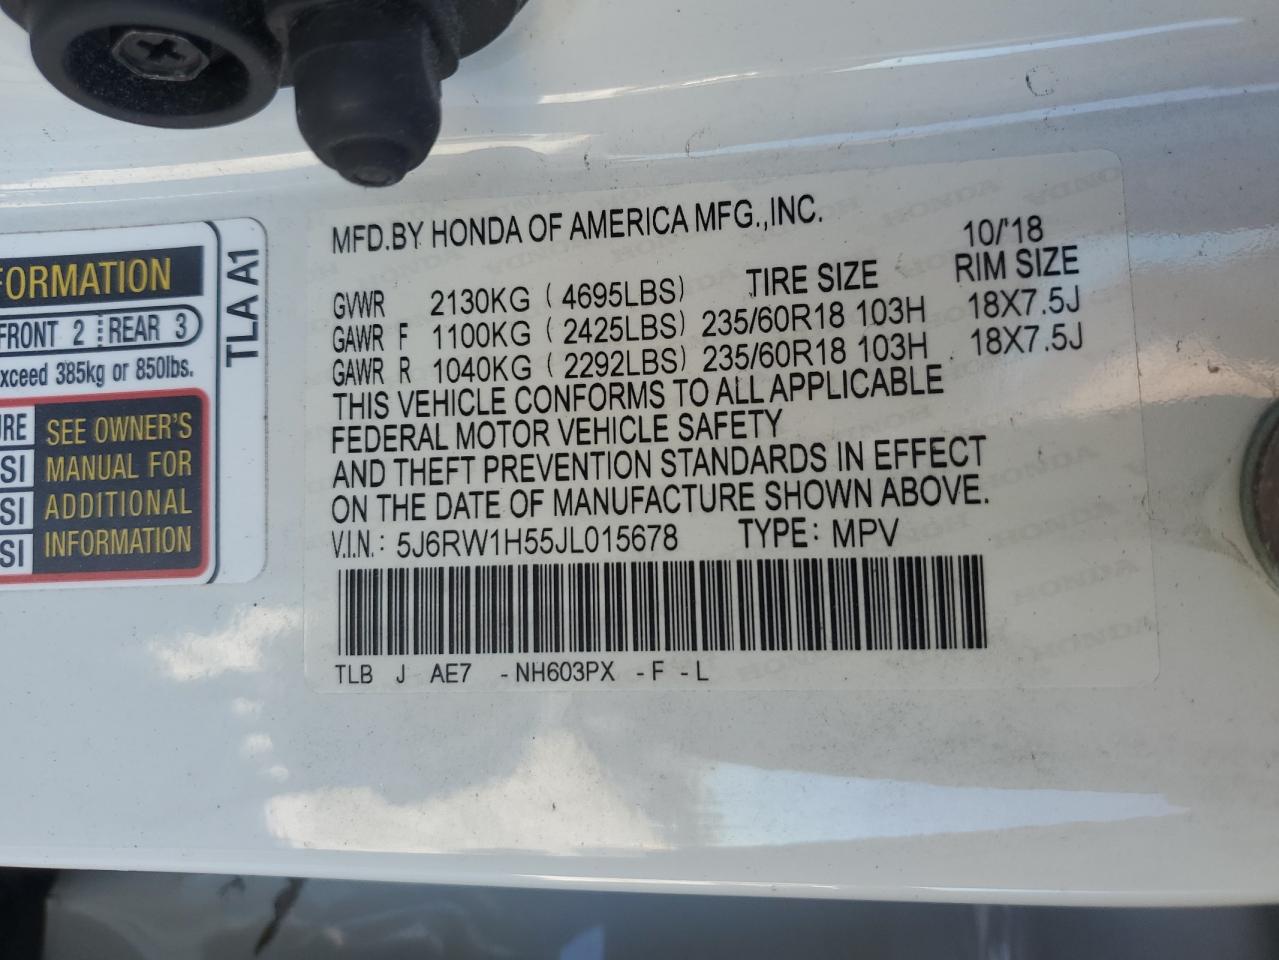 FORMATION
FRONT 2 REAR 3
xceed 385kg or 850lbs.
SEE OWNER'S
MANUAL FOR
ADDITIONAL
INFORMATION
URE
SI
SI
SI
TLA A1
MFD.BY HONDA OF AMERICA MFG.,INC. 10/'18
GVWR 2130KG ( 4695LBS) TIRE SIZE RIM SIZE
GAWR F 1100KG ( 2425LBS) 235/60R18 103H 18X7.5J
GAWR R 1040KG ( 2292LBS) 235/60R18 103H 18X7.5J
THIS VEHICLE CONFORMS TO ALL APPLICABLE
FEDERAL MOTOR VEHICLE SAFETY
AND THEFT PREVENTION STANDARDS IN EFFECT
ON THE DATE OF MANUFACTURE SHOWN ABOVE.
V.I.N.: 5J6RW1H55JL015678 TYPE: MPV
TLB J AE7 -NH603PX -F -L